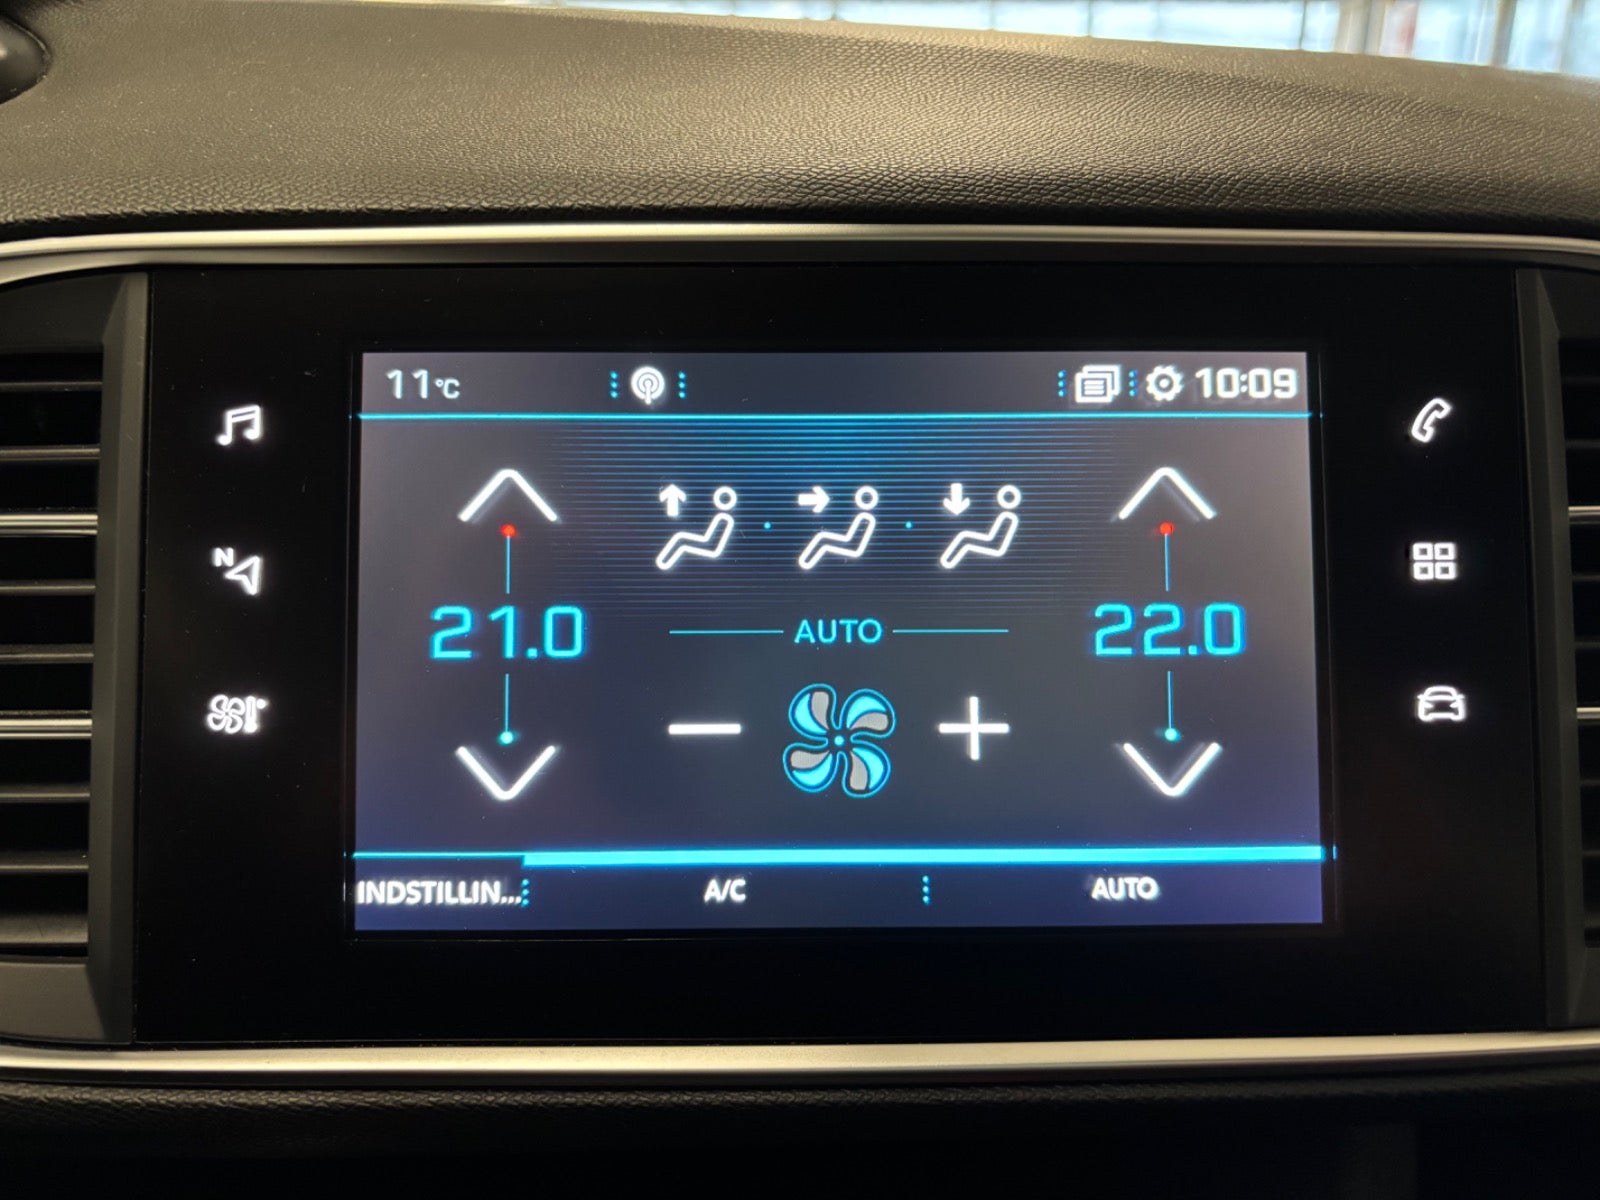 11°C 10:09
N
21.0 AUTO 22.0
INDSTILLIN... A/C AUTO